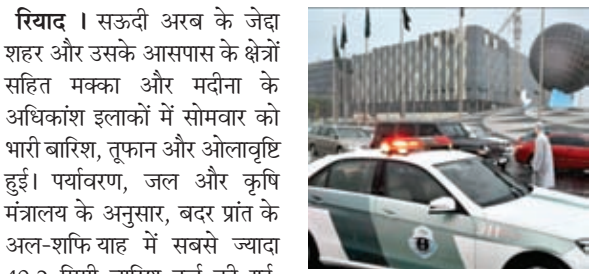 रियाद । सऊदी अरब के जेद्दा
शहर और उसके आसपास के क्षेत्रों
सहित मक्का और मदीना के
अधिकांश इलाकों में सोमवार को
भारी बारिश, तूफान और ओलावृष्टि
हुई। पर्यावरण, जल और कृषि
मंत्रालय के अनुसार, बदर प्रांत के
अल-शफियाह में सबसे ज्यादा
911